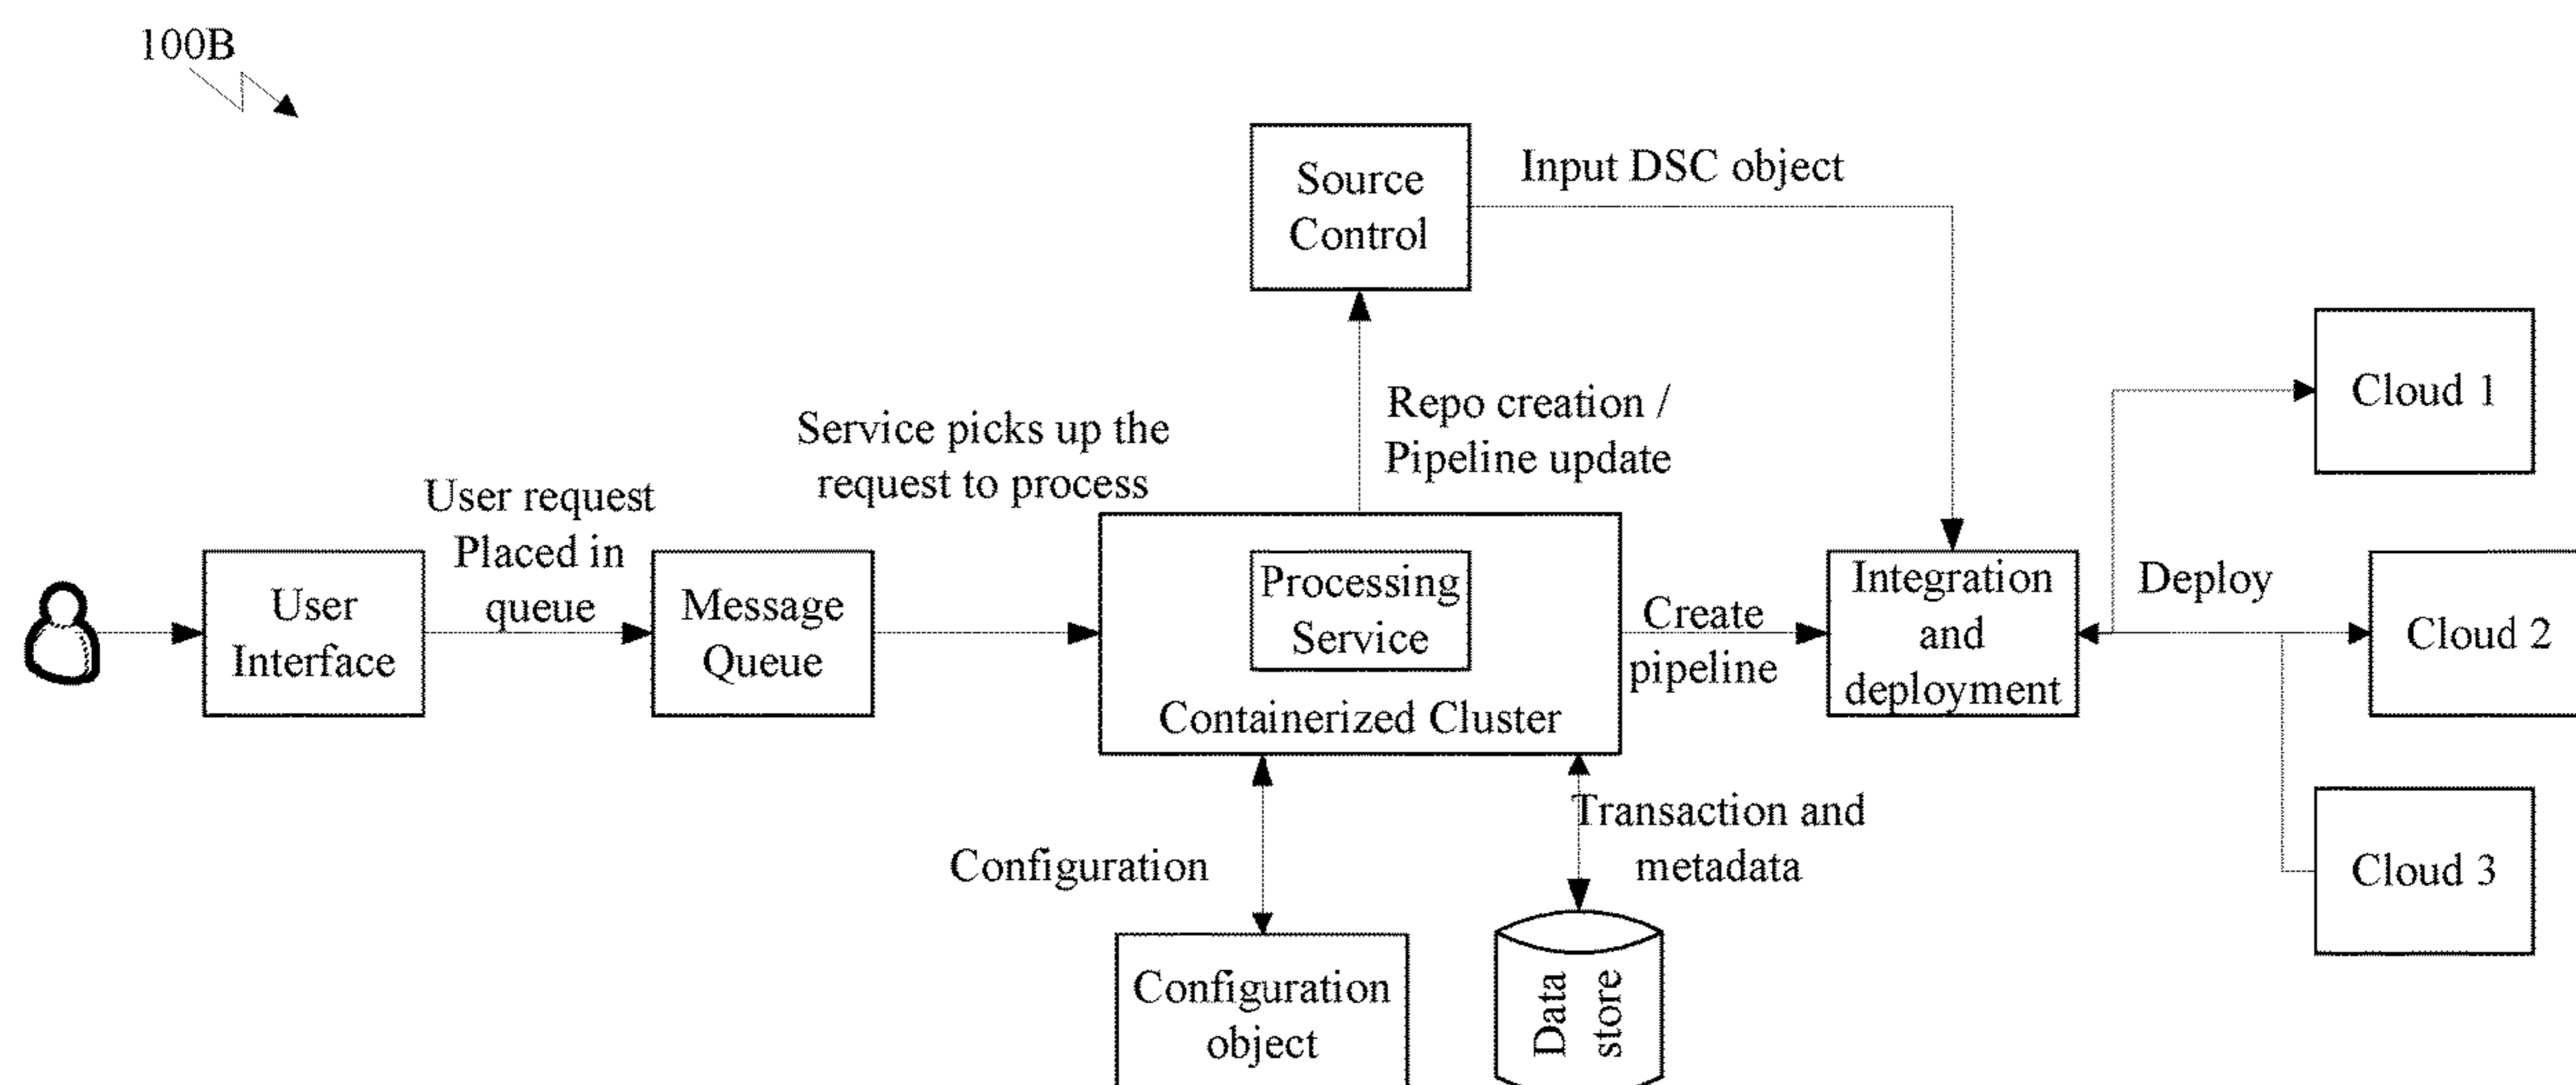 100B
Source
Control
Input DSC object
Repo creation /
Pipeline update
Service picks up the
request to process
User request
Placed in
queue
User
Interface
Message
Queue
Processing
Service
Containerized Cluster
Create
pipeline
Integration
and
deployment
Deploy
Cloud 1
Cloud 2
Cloud 3
Configuration
Transaction and
metadata
Configuration
object
Data
store